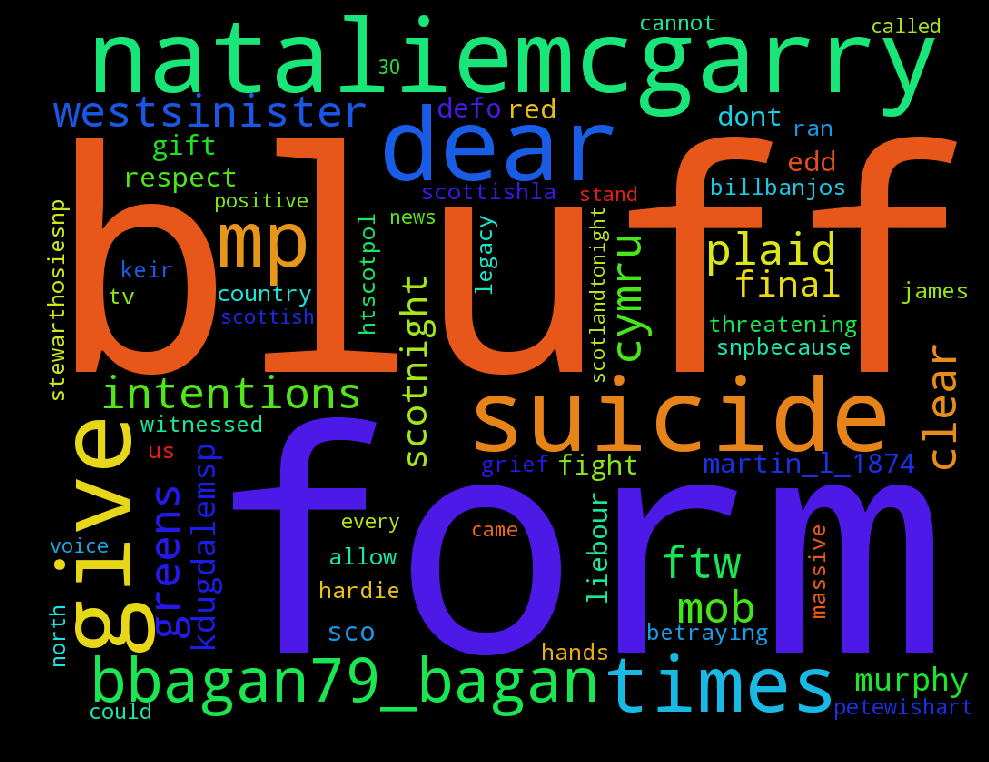 cannot
called
nataliemcgarry
30
westsinister
defo
red
dear
dont
ran
gift
edd
respect
billbanjos
scottishla
stand
positive
bluff
news
mp
stewarthosiesnp
htscotpol
legacy
scotlandtonight
cymru
plaid
keir
final
tv
country
james
scottish
scotnight
threatening
snpbecause
intentions
suicide
clear
witnessed
us
give
form
grief
fight
martin_l_1874
greens
kdugdalemsp
every
came
voice
allow
liebour
ftw
massive
hardie
mob
north
sco
betraying
hands
bbagan79_bagan
times
murphy
could
petewishart